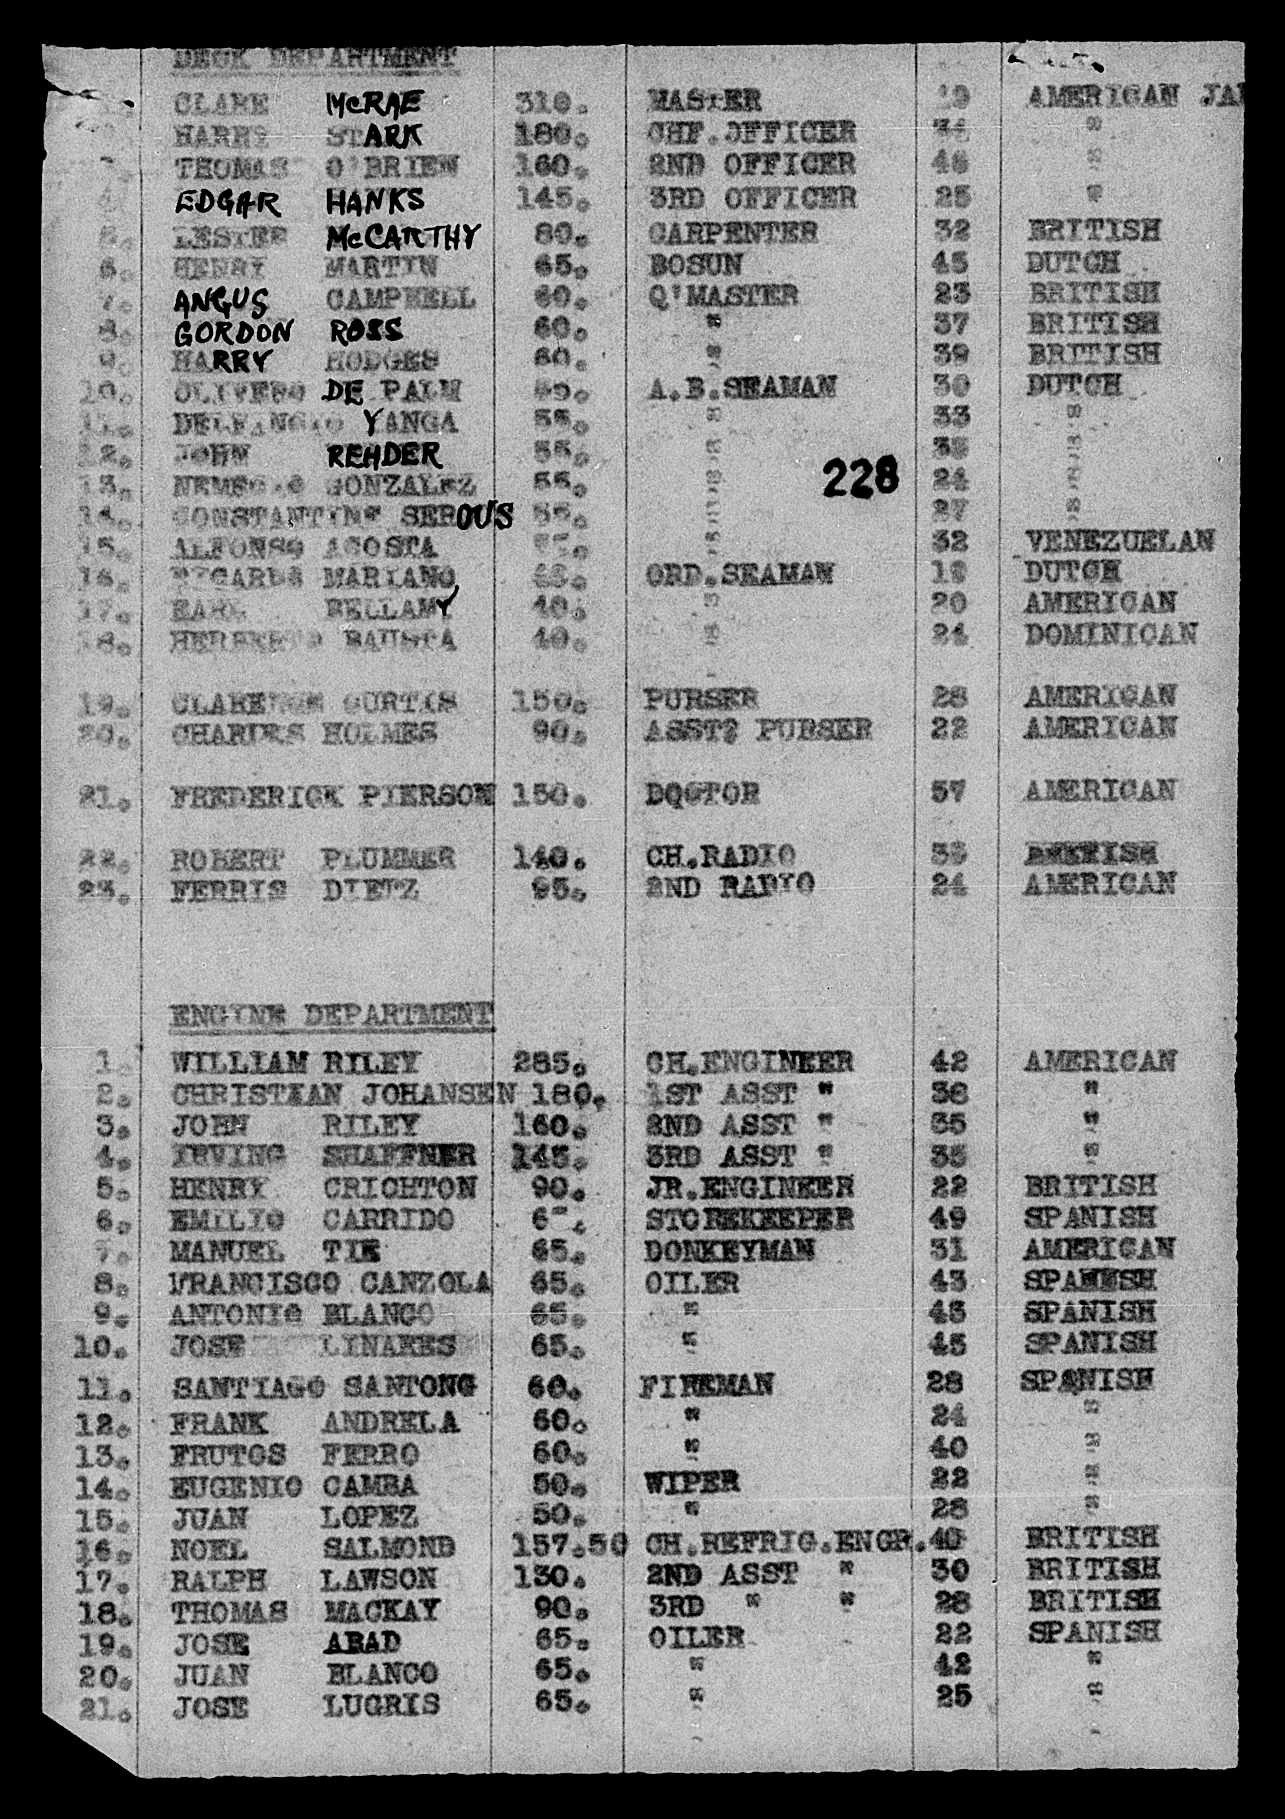 DECK DEPARTMENT
CLARE McRAE 310. MASTER AMERICAN
HARRY STARK 180. CHF.OFFICER "
THOMAS O'BRIEN 160. 2ND OFFICER "
EDGAR HANKS 145. 3RD OFFICER 25 "
LESTER McCARTHY 80. CARPENTER 32 BRITISH
6. HENRY MARTIN 65. BOSUN 45 DUTCH
7. ANGUS CAMPBELL 60. Q'MASTER 23 BRITISH
8. GORDON ROSS 60. " 37 BRITISH
9. HARRY HODGES 60. " 39 BRITISH
10. DE PALM A.B.SEAMAN 30 DUTCH
11. YANGA 55. " 33 "
12. JOHN REHDER 55. " "
13. GONZALEZ 55. " 228 24 "
14. CONSTANTINE SEROUS 55. " 27 "
15. ALFONSO ACOSTA " 32 VENEZUELAN
16. MARIANO ORD.SEAMAN DUTCH
17. EARL BELLAMY 40. " 20 AMERICAN
18. BAUSTA 40. " 24 DOMINICAN
19. CLARENCE CURTIS 150. PURSER 28 AMERICAN
20. CHARLES HOLMES 90. ASST? PURSER 22 AMERICAN
21. FREDERICK PIERSON 150. DOCTOR 57 AMERICAN
22. ROBERT PLUMMER 140. CH.RADIO BRITISH
23. FERRIS DIETZ 95. 2ND RADIO 24 AMERICAN
ENGINE DEPARTMENT
1. WILLIAM RILEY 285. CH.ENGINEER 42 AMERICAN
2. CHRISTIAN JOHANSEN 180. 1ST ASST " 38 "
3. JOHN RILEY 160. 2ND ASST " 35 "
4. IRVING SHAFFNER 145. 3RD ASST " 35 "
5. HENRY CRICHTON 90. JR.ENGINEER 22 BRITISH
6. EMILIO CARRIDO STOREKEEPER 49 SPANISH
7. MANUEL TIE 65. DONKEYMAN 31 AMERICAN
8. FRANCISCO CANZOLA 65. OILER 43 SPANISH
9. ANTONIO BLANCO 65. " 43 SPANISH
10. JOSE LINARES 65. " 45 SPANISH
11. SANTIAGO SANTONG 60. FIREMAN 28 SPANISH
12. FRANK ANDRELA 60. " 24 "
13. FRUTOS FERRO 60. " 40 "
14. EUGENIO CAMBA 50. WIPER 22 "
15. JUAN LOPEZ 50. " 28 "
16. NOEL SALMOND 157.50 CH.REFRIG.ENGR. 40 BRITISH
17. RALPH LAWSON 130. 2ND ASST " 30 BRITISH
18. THOMAS MACKAY 90. 3RD " " 28 BRITISH
19. JOSE ABAD 65. OILER 22 SPANISH
20. JUAN BLANCO 65. " 42 "
21. JOSE LUGRIS 65. " 25 "